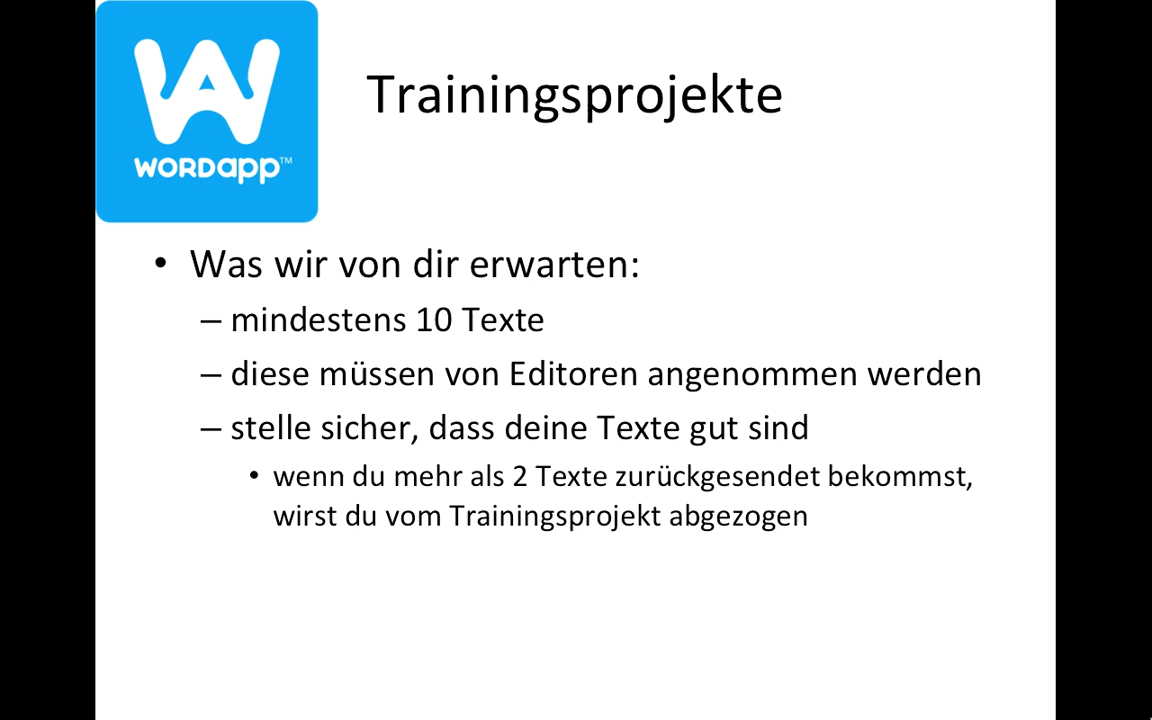 WORDapp™
Trainingsprojekte
• Was wir von dir erwarten:
– mindestens 10 Texte
– diese müssen von Editoren angenommen werden
– stelle sicher, dass deine Texte gut sind
• wenn du mehr als 2 Texte zurückgesendet bekommst,
wirst du vom Trainingsprojekt abgezogen